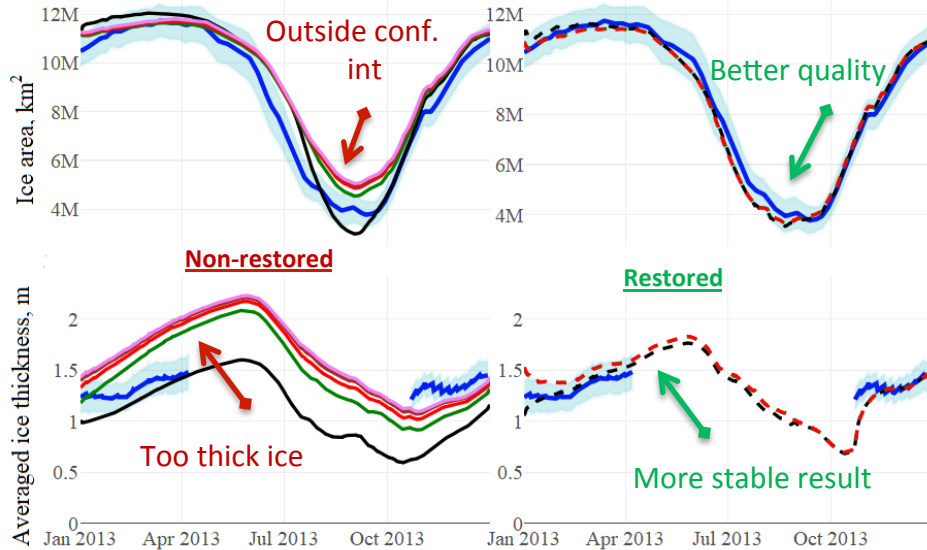 12M
10M
8M
6M
4M
Ice area, km²
Outside conf.
int
12M
10M
8M
6M
4M
Better quality
Non-restored
Restored
2
1.5
1
0.5
0
Averaged ice thickness, m
Too thick ice
2
1.5
1
0.5
0
More stable result
Jan 2013
Apr 2013
Jul 2013
Oct 2013
Jan 2013
Apr 2013
Jul 2013
Oct 2013